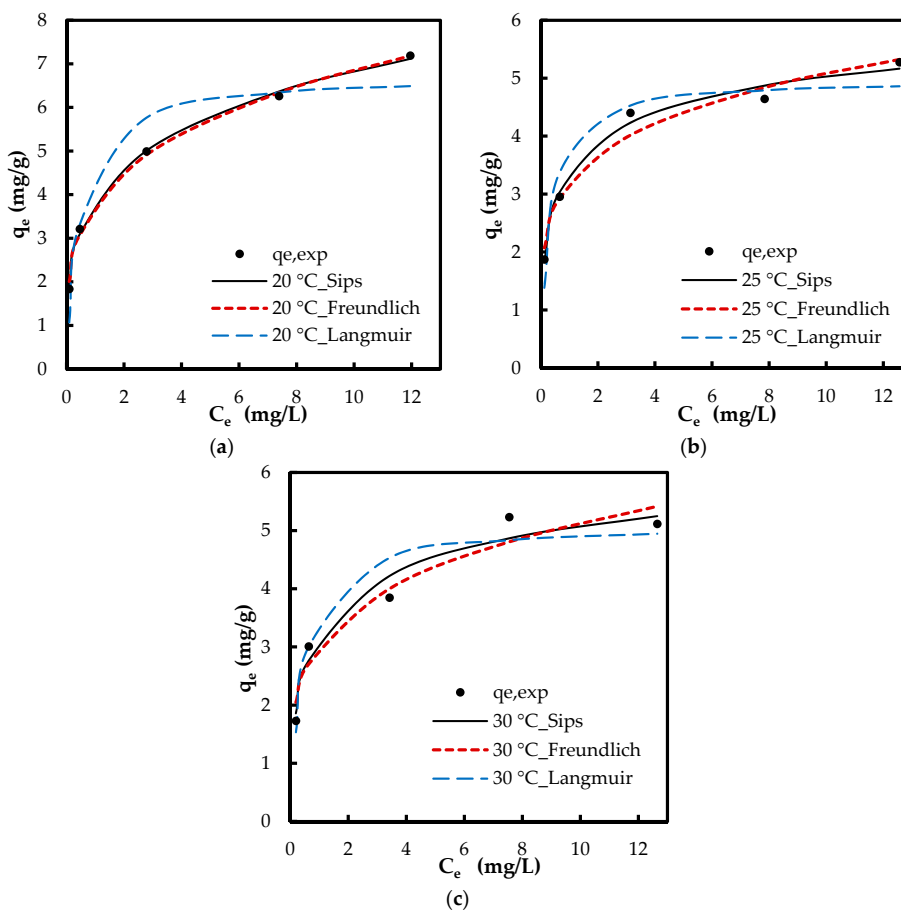 8
7
6
5
4
3
2
1
0
qe (mg/g)
qe,exp
20 °C_Sips
20 °C_Freundlich
20 °C_Langmuir
0 2 4 6 8 10 12
Ce (mg/L)
(a)
6
5
4
3
2
1
0
qe (mg/g)
qe,exp
25 °C_Sips
25 °C_Freundlich
25 °C_Langmuir
0 2 4 6 8 10 12
Ce (mg/L)
(b)
6
5
4
3
2
1
0
qe (mg/g)
qe,exp
30 °C_Sips
30 °C_Freundlich
30 °C_Langmuir
0 2 4 6 8 10 12
Ce (mg/L)
(c)